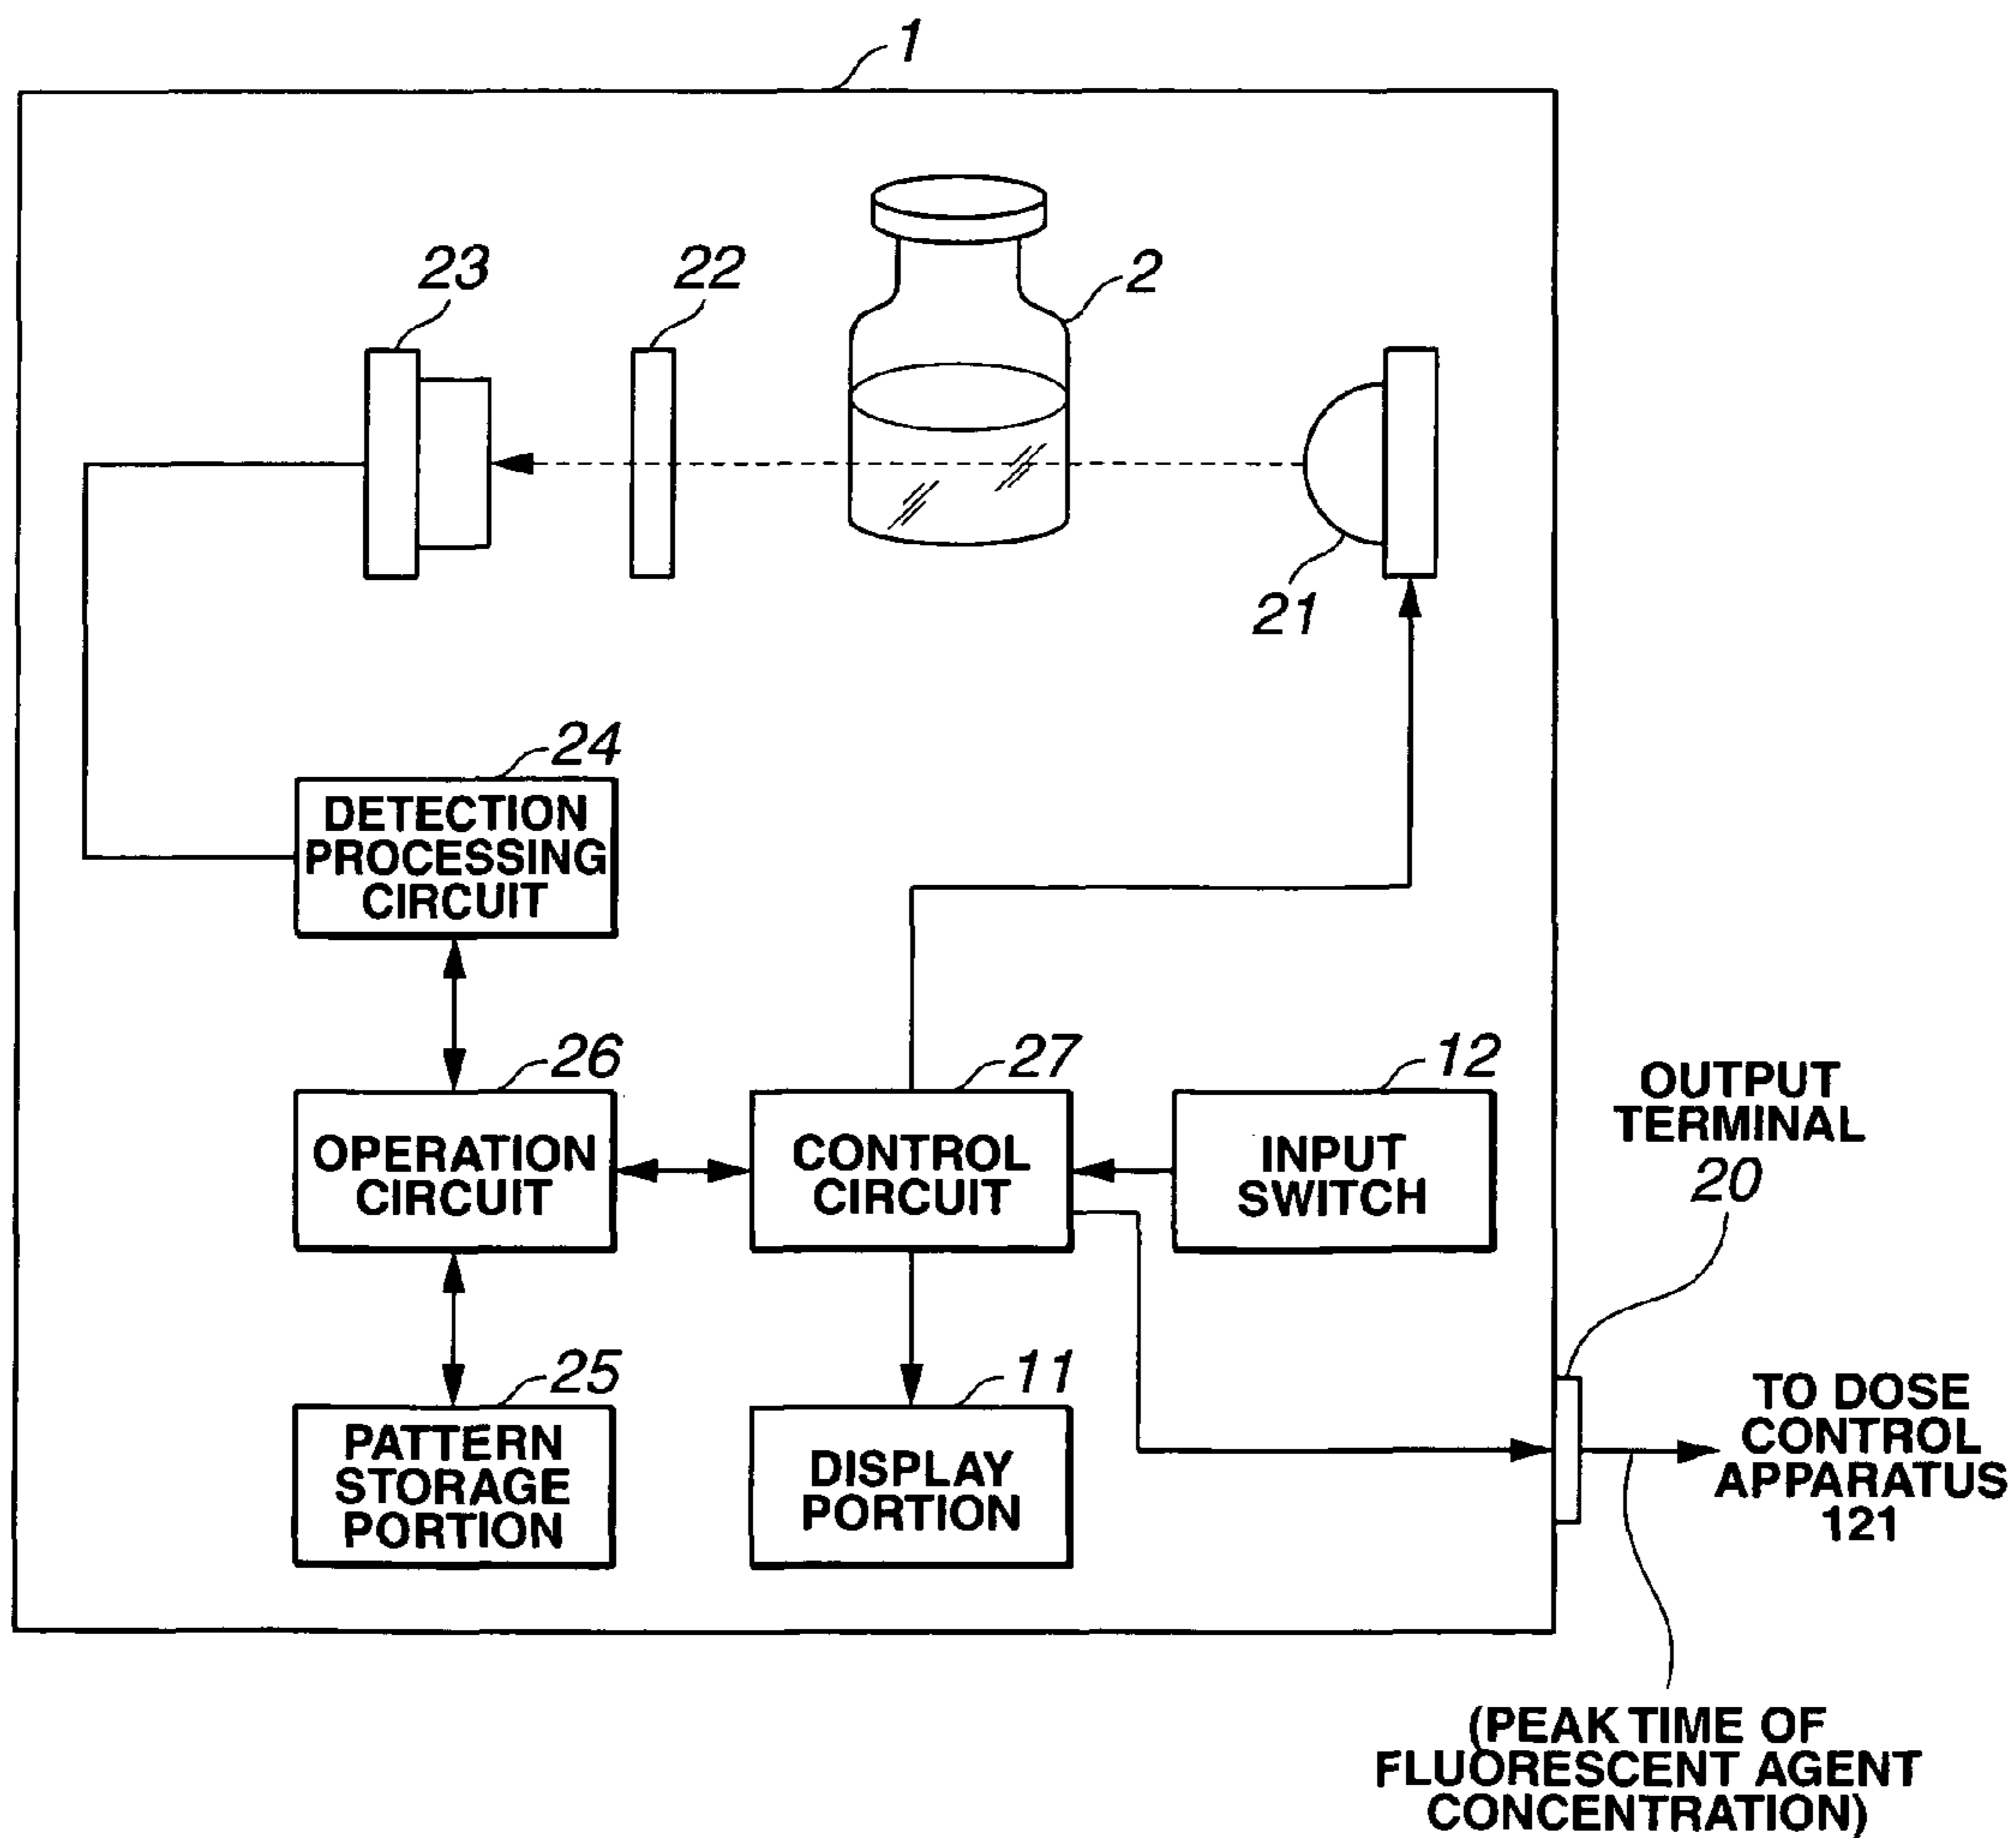 1
23
22
2
21
24
DETECTION
PROCESSING
CIRCUIT
26
OPERATION
CIRCUIT
27
CONTROL
CIRCUIT
12
INPUT
SWITCH
OUTPUT
TERMINAL
20
25
PATTERN
STORAGE
PORTION
11
DISPLAY
PORTION
TO DOSE
CONTROL
APPARATUS
121
(PEAK TIME OF
FLUORESCENT AGENT
CONCENTRATION)